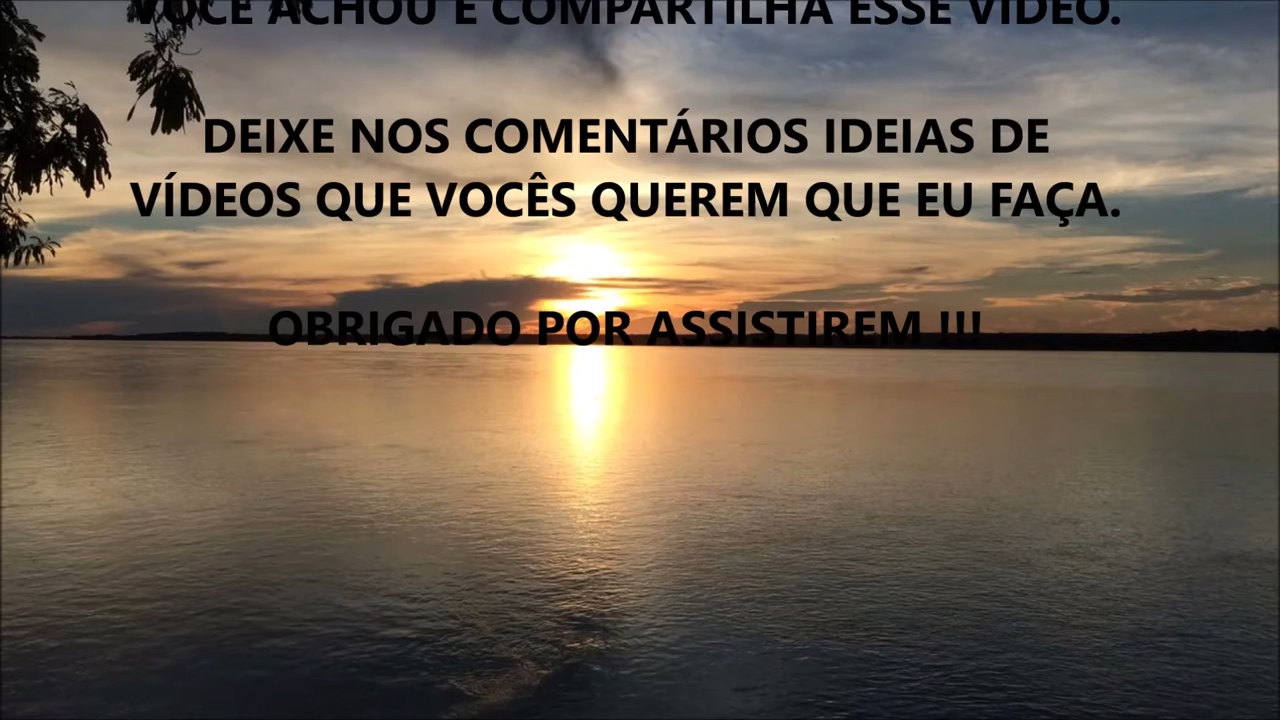 VOCÊ ACHOU E COMPARTILHA ESSE VÍDEO.
DEIXE NOS COMENTÁRIOS IDEIAS DE
VÍDEOS QUE VOCÊS QUEREM QUE EU FAÇA.
OBRIGADO POR ASSISTIREM !!!